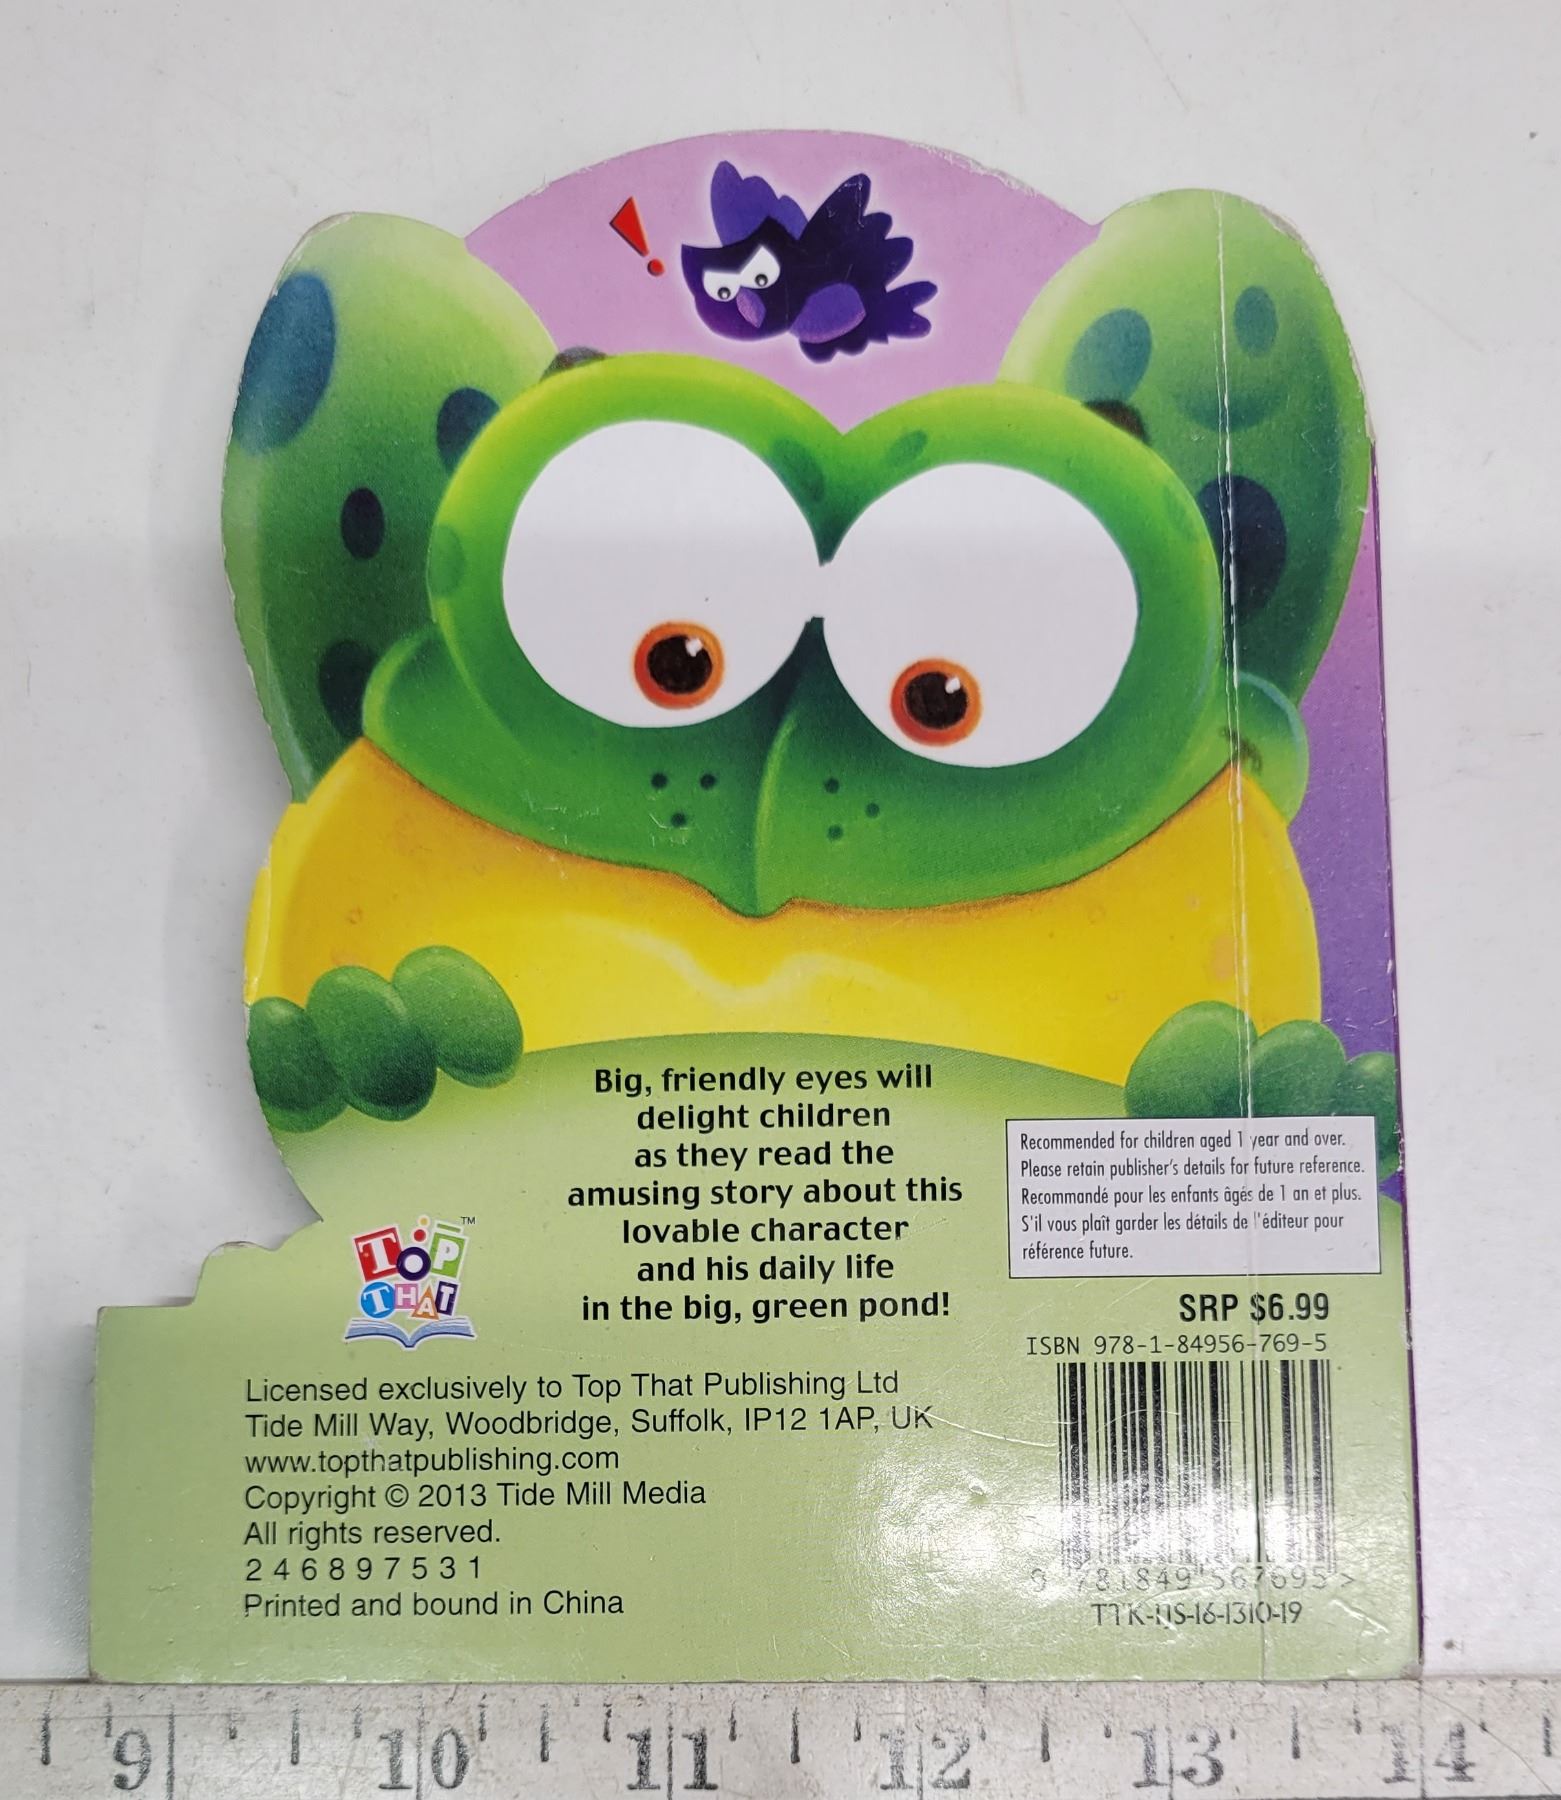 !
Big, friendly eyes will
delight children
as they read the
amusing story about this
lovable character
and his daily life
in the big, green pond!
Recommended for children aged 1 year and over.
Please retain publisher's details for future reference.
Recommandé pour les enfants âgés de 1 an et plus.
S'il vous plaît garder les détails de l'éditeur pour
référence future.
TOP
THAT
™
SRP $6.99
ISBN 978-1-84956-769-5
Licensed exclusively to Top That Publishing Ltd
Tide Mill Way, Woodbridge, Suffolk, IP12 1AP, UK
www.topthatpublishing.com
Copyright © 2013 Tide Mill Media
All rights reserved.
2 4 6 8 9 7 5 3 1
Printed and bound in China
9 781849 567695 >
TTK-IJS-16-1310-19
9 10 11 12 13 14